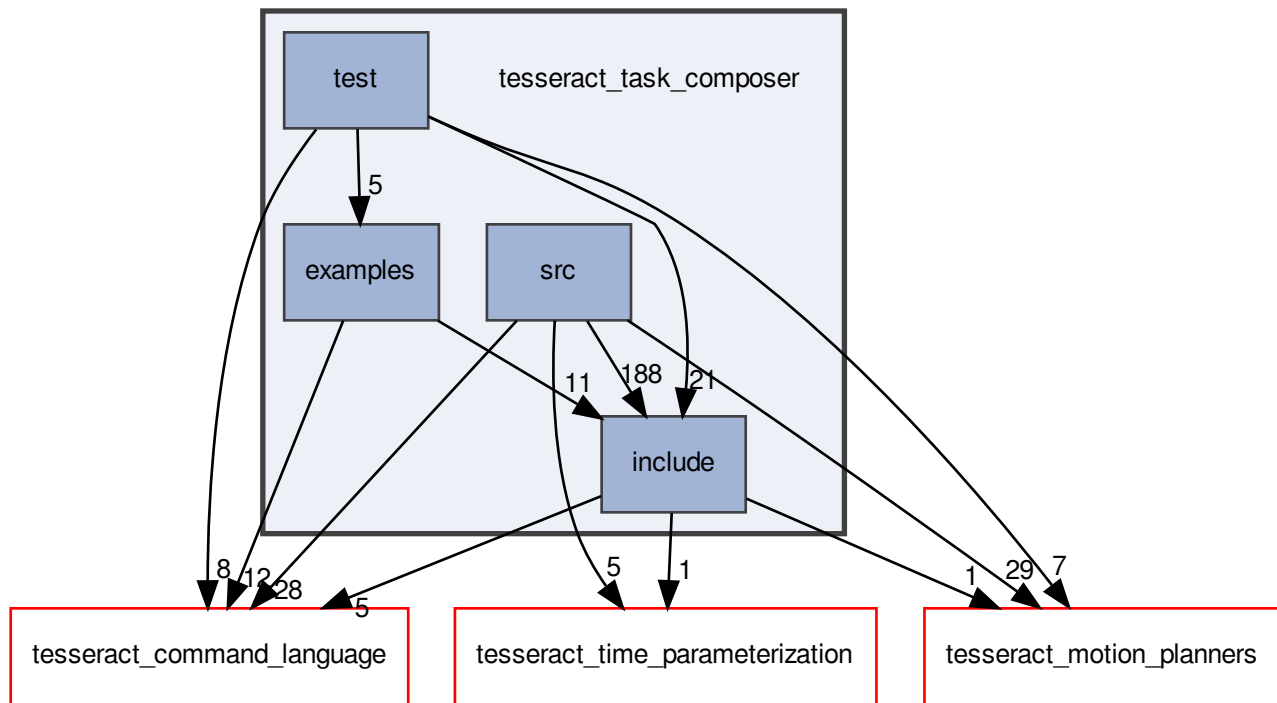 test
tesseract_task_composer
5
examples
src
11
188
21
include
8
12
28
5
5
1
1
29
7
tesseract_command_language
tesseract_time_parameterization
tesseract_motion_planners